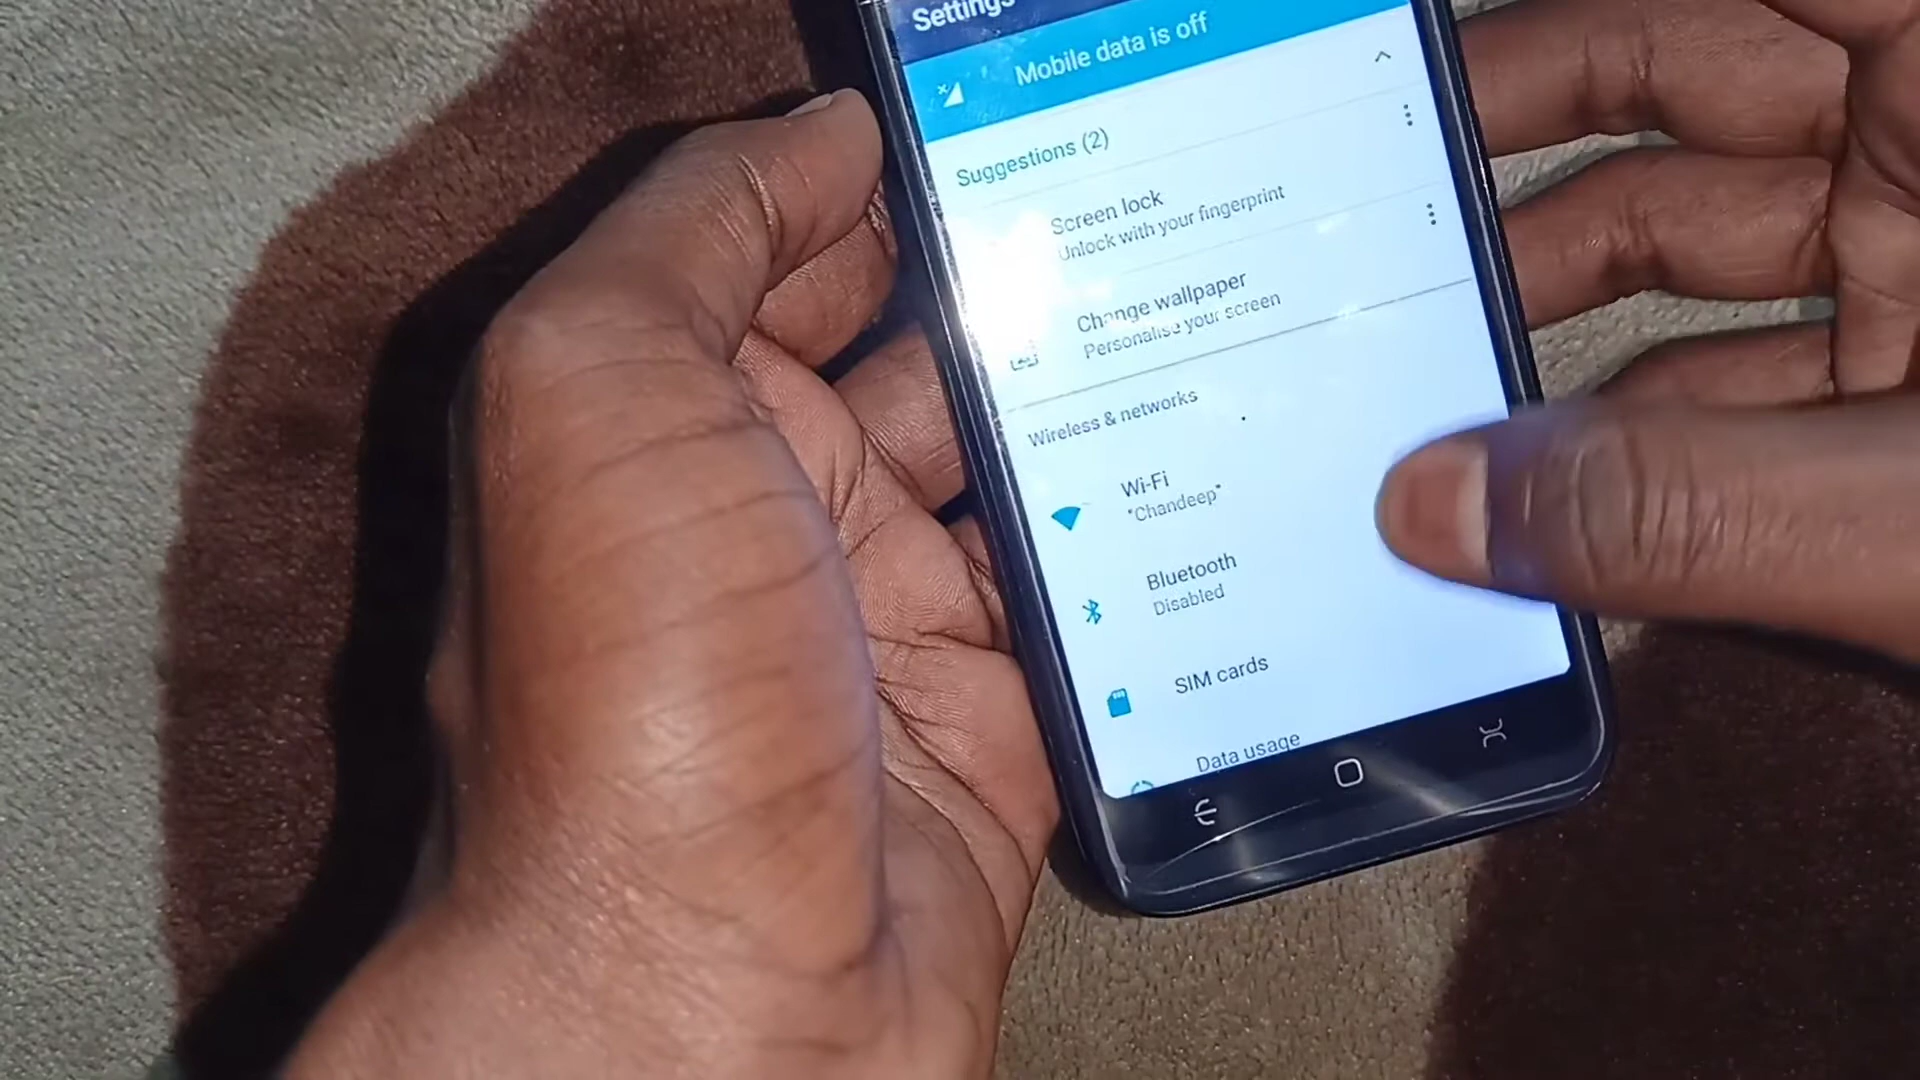 Settings
Mobile data is off
Suggestions (2)
Screen lock
Unlock with your fingerprint
Change wallpaper
Personalise your screen
Wireless & networks
Wi-Fi
"Chandeep"
Bluetooth
Disabled
SIM cards
Data usage